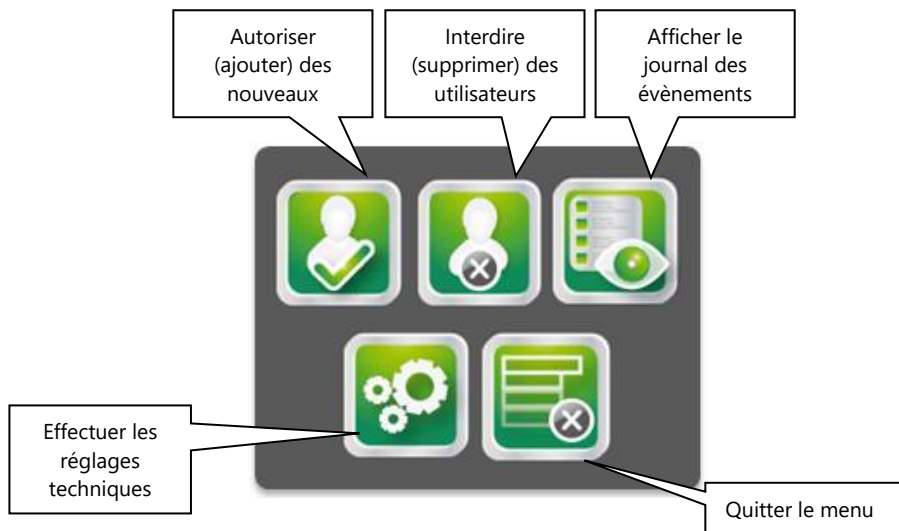 Autoriser
(ajouter) des
nouveaux
Interdire
(supprimer) des
utilisateurs
Afficher le
journal des
évènements
Effectuer les
réglages
techniques
Quitter le menu